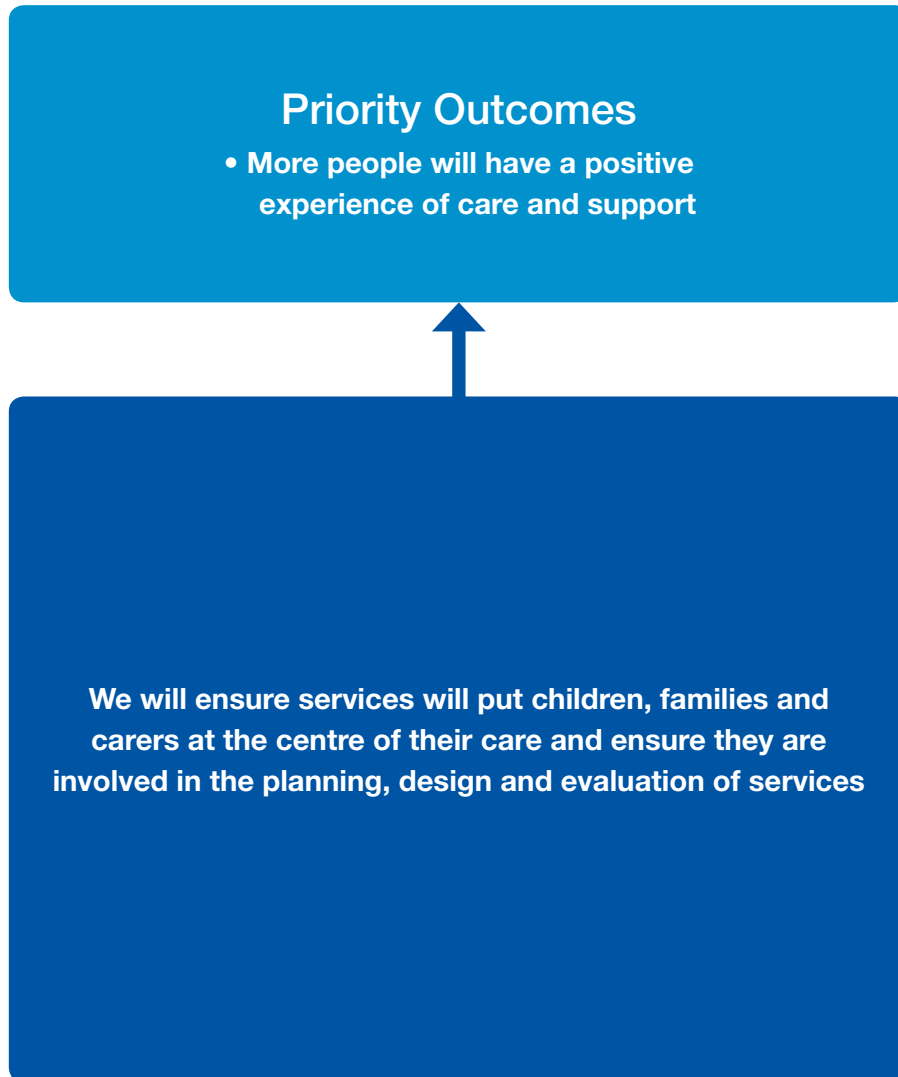 Priority Outcomes
• More people will have a positive
experience of care and support
We will ensure services will put children, families and
carers at the centre of their care and ensure they are
involved in the planning, design and evaluation of services